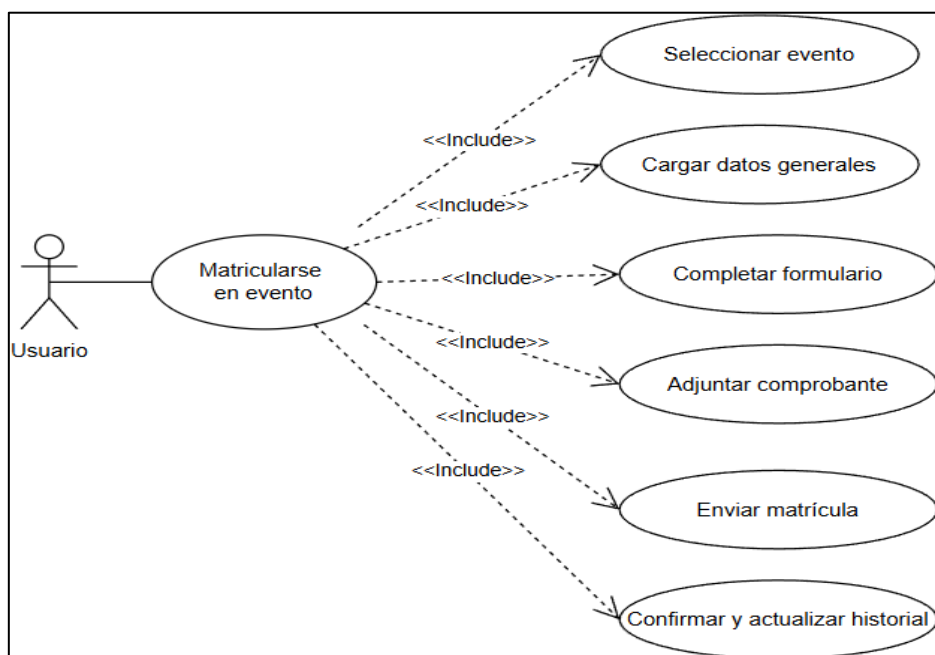 Seleccionar evento
<<Include>>
Cargar datos generales
<<Include>>
Matricularse
en evento
<<Include>>
Completar formulario
Usuario
<<Include>>
Adjuntar comprobante
<<Include>>
<<Include>>
Enviar matrícula
Confirmar y actualizar historial